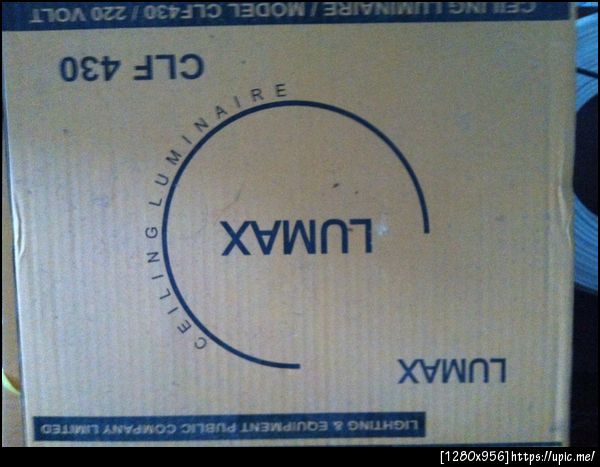 LIGHTING & EQUIPMENT PUBLIC COMPANY LIMITED
LUMAX
LUMAX
CEILING LUMINAIRE
CLF 430
CEILING LUMINAIRE / MODEL CLF430 / 220 VOLT
[1280x956]https://upic.me/